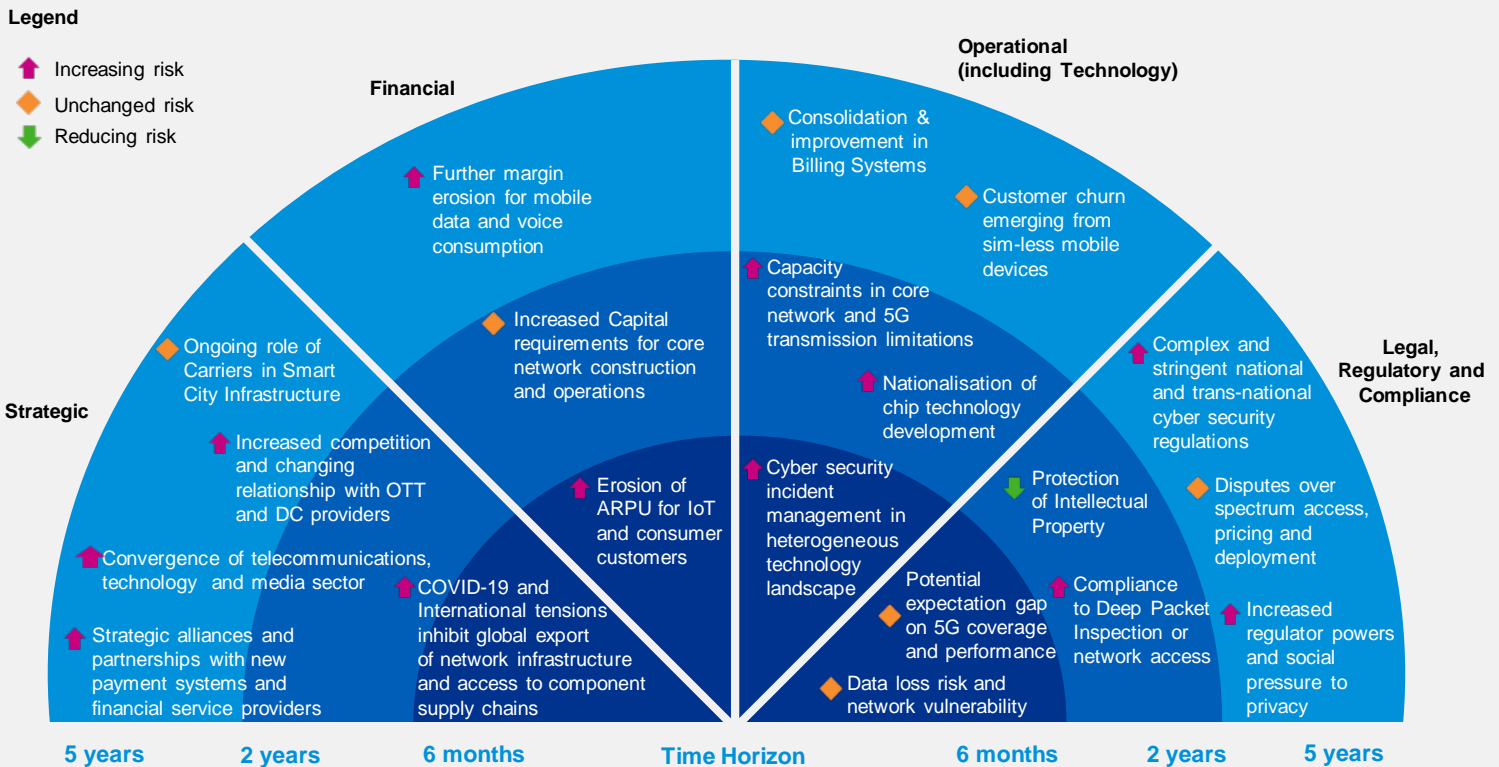 Legend
Increasing risk
Unchanged risk
Reducing risk
Financial
Operational
(including Technology)
Strategic
Legal,
Regulatory and
Compliance
Further margin
erosion for mobile
data and voice
consumption
Increased Capital
requirements for core
network construction
and operations
Erosion of
ARPU for IoT
and consumer
customers
Consolidation &
improvement in
Billing Systems
Customer churn
emerging from
sim-less mobile
devices
Capacity
constraints in core
network and 5G
transmission limitations
Nationalisation of
chip technology
development
Cyber security
incident
management in
heterogeneous
technology
landscape
Ongoing role of
Carriers in Smart
City Infrastructure
Increased competition
and changing
relationship with OTT
and DC providers
Convergence of telecommunications,
technology and media sector
Strategic alliances and
partnerships with new
payment systems and
financial service providers
COVID-19 and
International tensions
inhibit global export
of network infrastructure
and access to component
supply chains
Complex and
stringent national
and trans-national
cyber security
regulations
Disputes over
spectrum access,
pricing and
deployment
Increased
regulator powers
and social
pressure to
privacy
Protection
of Intellectual
Property
Compliance
to Deep Packet
Inspection or
network access
Potential
expectation gap
on 5G coverage
and performance
Data loss risk and
network vulnerability
5 years 2 years 6 months Time Horizon 6 months 2 years 5 years